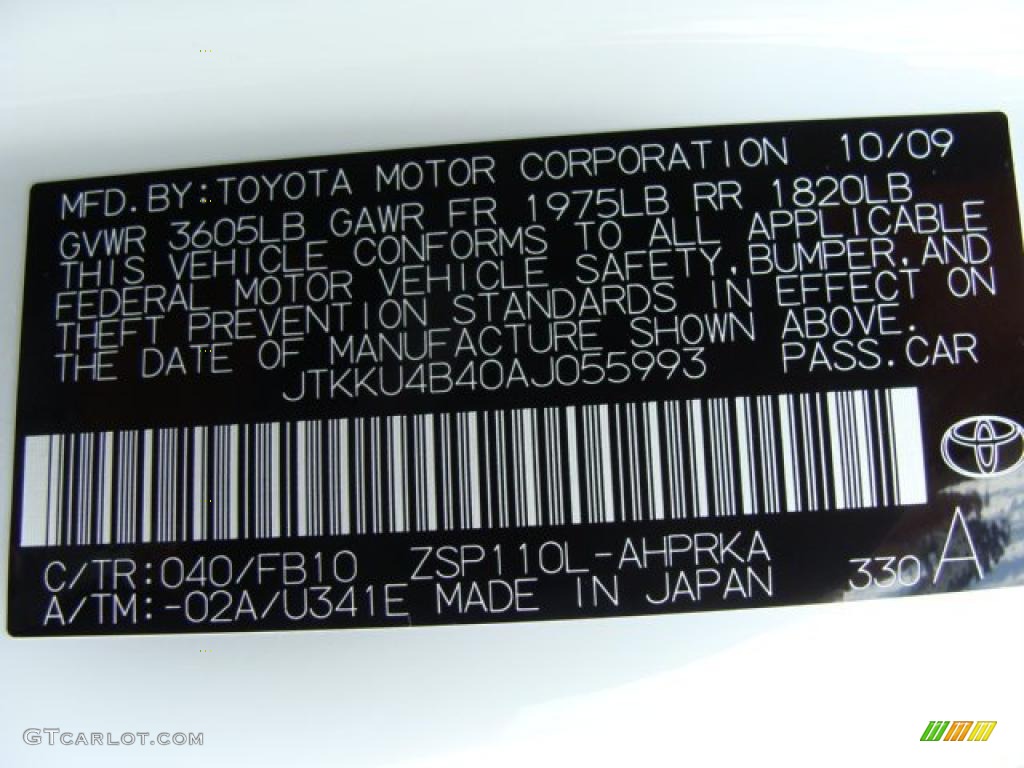 MFD. BY: TOYOTA MOTOR CORPORATION 10/09
GVWR 3605LB GAWR FR 1975LB RR 1820LB
THIS VEHICLE CONFORMS TO ALL APPLICABLE
FEDERAL MOTOR VEHICLE SAFETY, BUMPER, AND
THEFT PREVENTION STANDARDS IN EFFECT ON
THE DATE OF MANUFACTURE SHOWN ABOVE.
JTKKU4B40AJ055993 PASS. CAR
C/TR: 040/FB10 ZSP110L-AHPRKA
A/TM: -02A/U341E MADE IN JAPAN 330 A
GTCARLOT.COM